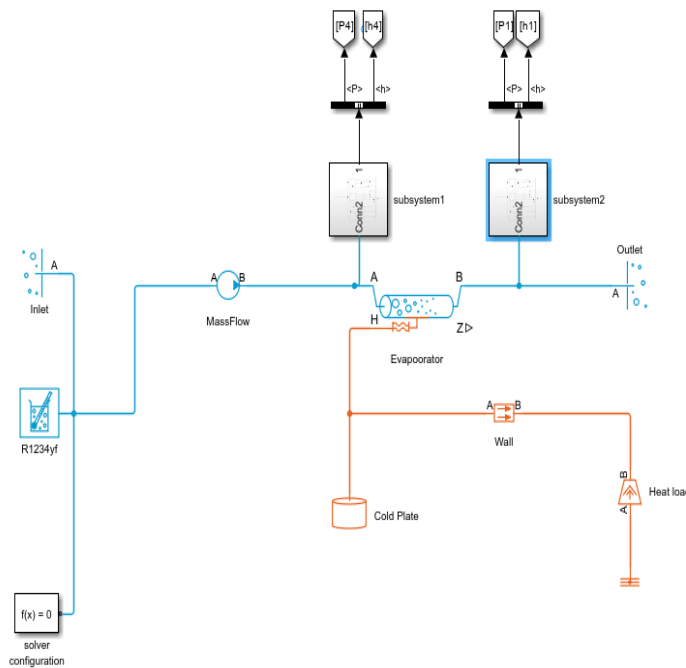 [P4] [h4] [P1] [h1]
<P> <h> <P> <h>
1 1
Conn2 subsystem1 Conn2 subsystem2
Outlet
A
Inlet
A B A B
A
MassFlow
H Z
Evapoorator
R1234yf
A B
Wall
B
Heat loa
A
Cold Plate
f(x) = 0
solver
configuration